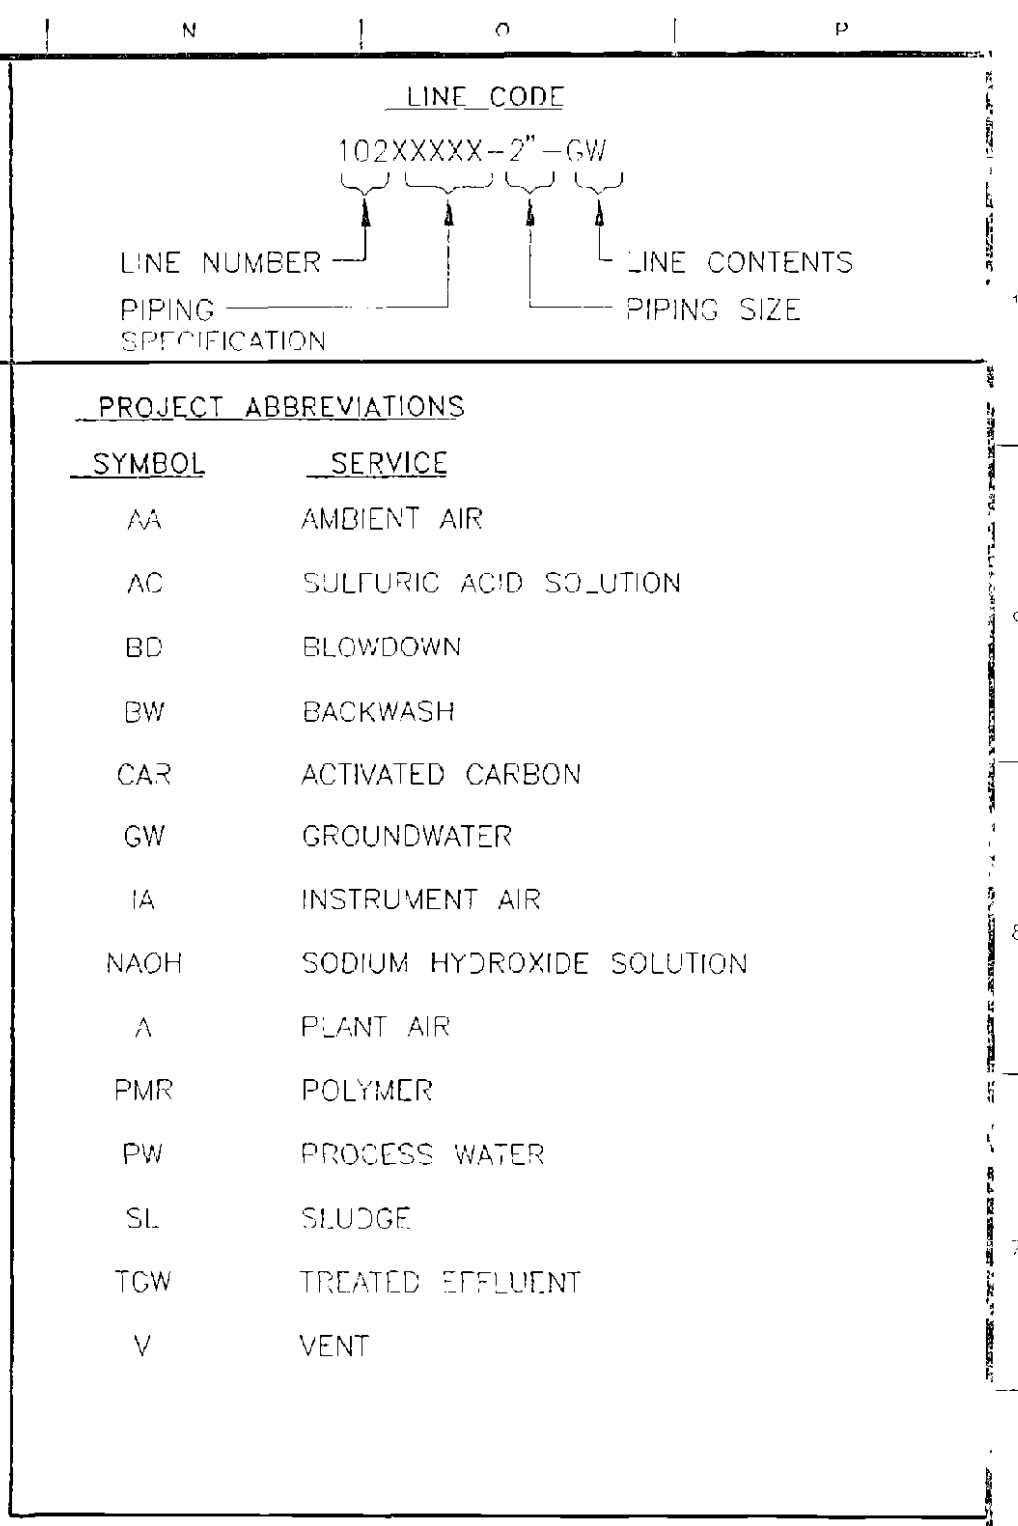 N O P
LINE CODE
102XXXXX-2"-GW
LINE NUMBER LINE CONTENTS
PIPING PIPING SIZE
SPECIFICATION
PROJECT ABBREVIATIONS
SYMBOL SERVICE
AA AMBIENT AIR
AC SULFURIC ACID SOLUTION
BD BLOWDOWN
BW BACKWASH
CAR ACTIVATED CARBON
GW GROUNDWATER
IA INSTRUMENT AIR
8
NAOH SODIUM HYDROXIDE SOLUTION
A PLANT AIR
PMR POLYMER
PW PROCESS WATER
SL SLUDGE
7
TGW TREATED EFFLUENT
V VENT